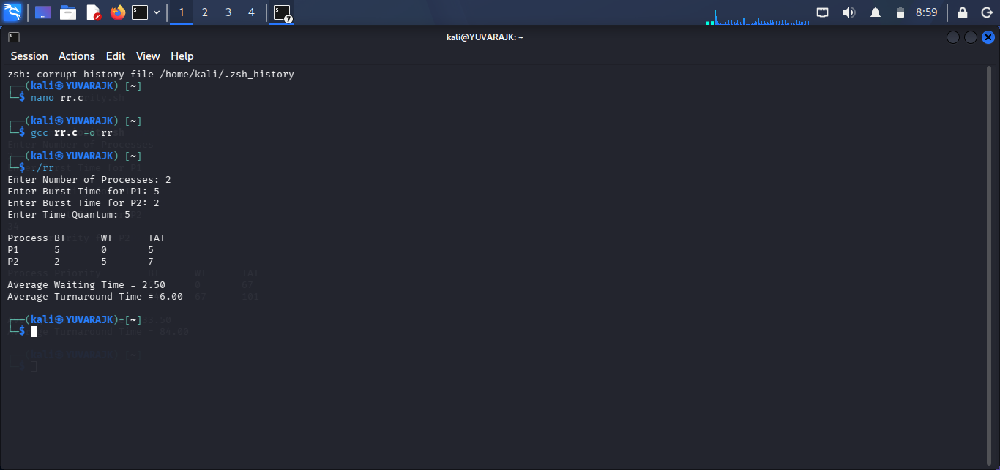 1 2 3 4 7 8:59
kali@YUVARAJK: ~
Session Actions Edit View Help
zsh: corrupt history file /home/kali/.zsh_history
┌──(kali㉿YUVARAJK)-[~]
└─$ nano rr.c
┌──(kali㉿YUVARAJK)-[~]
└─$ gcc rr.c -o rr
┌──(kali㉿YUVARAJK)-[~]
└─$ ./rr
Enter Number of Processes: 2
Enter Burst Time for P1: 5
Enter Burst Time for P2: 2
Enter Time Quantum: 5
Process BT WT TAT
P1 5 0 5
P2 2 5 7
Average Waiting Time = 2.50
Average Turnaround Time = 6.00
┌──(kali㉿YUVARAJK)-[~]
└─$